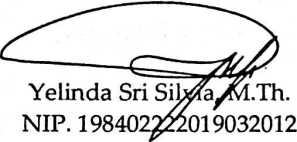 Yelinda Sri Silvia, M.Th.
NIP. 198402222019032012